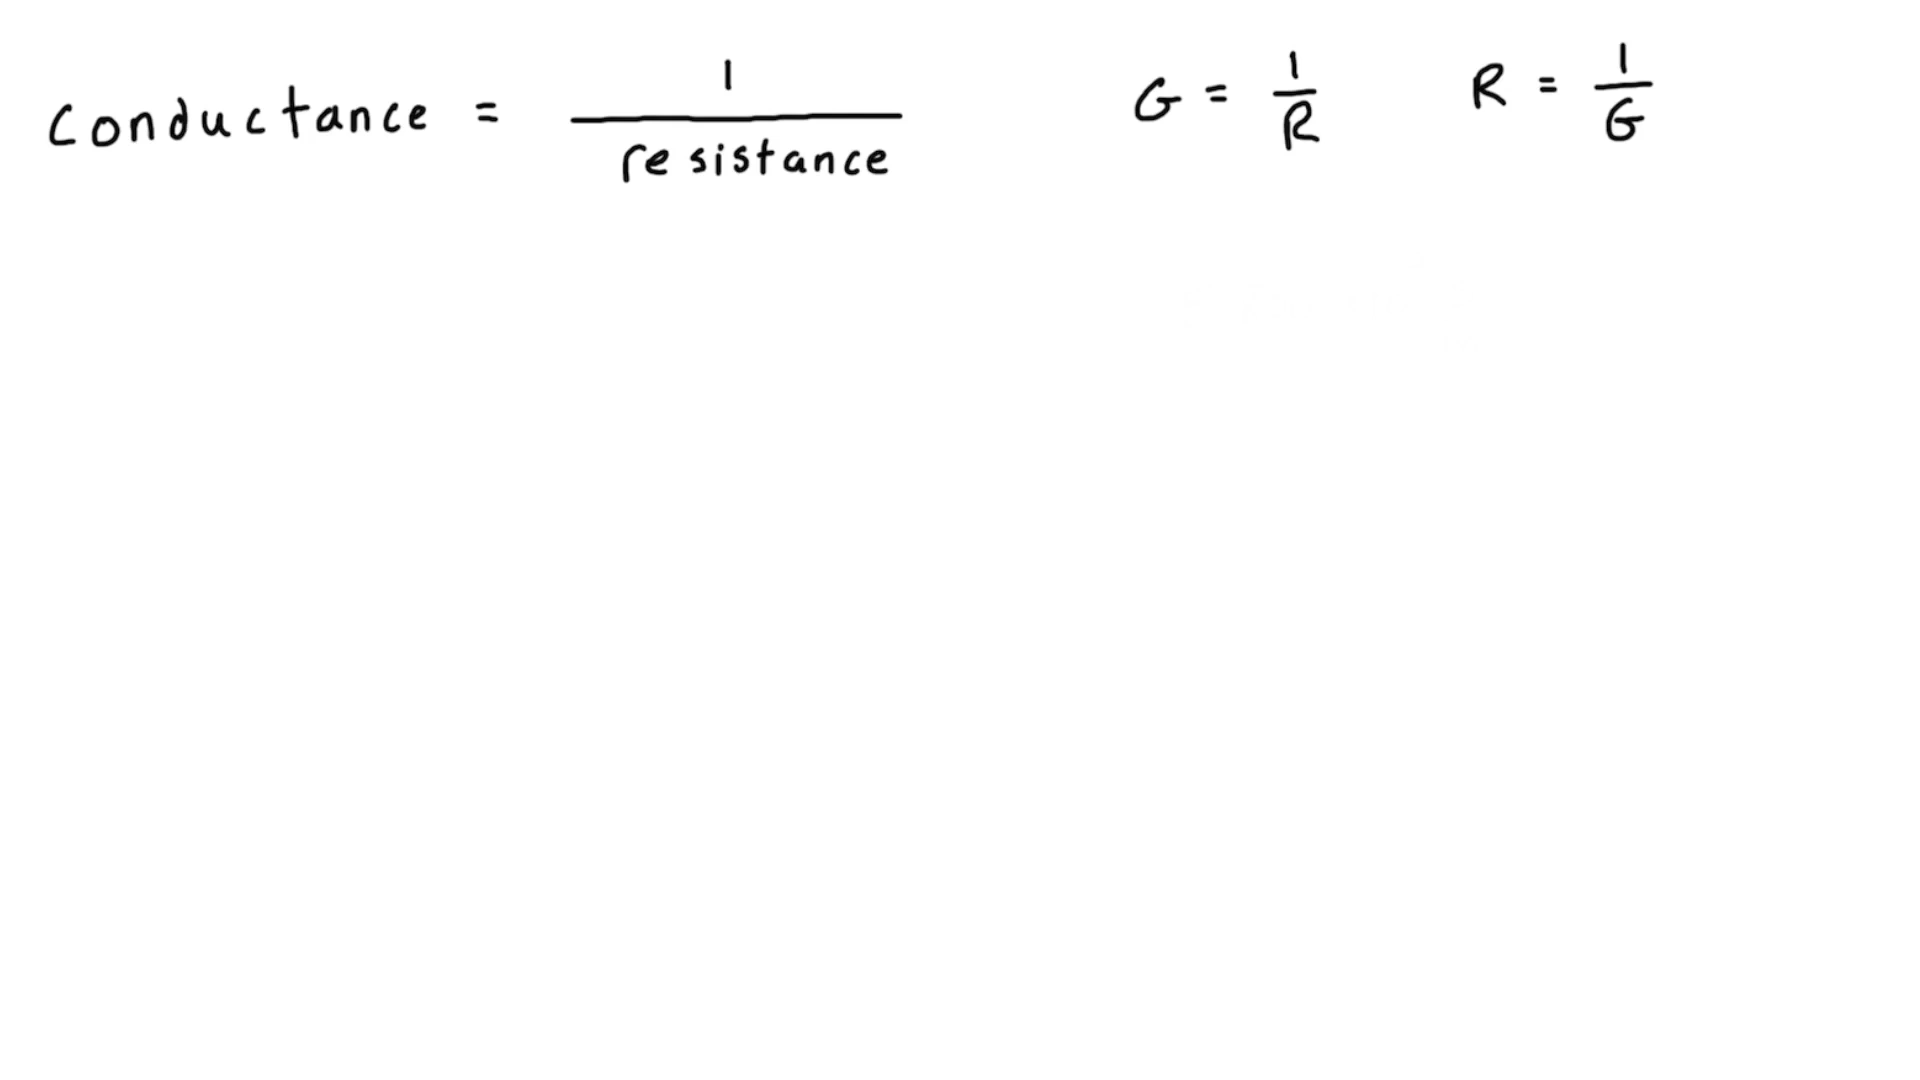 Conductance = 1/resistance
G = 1/R
R = 1/G